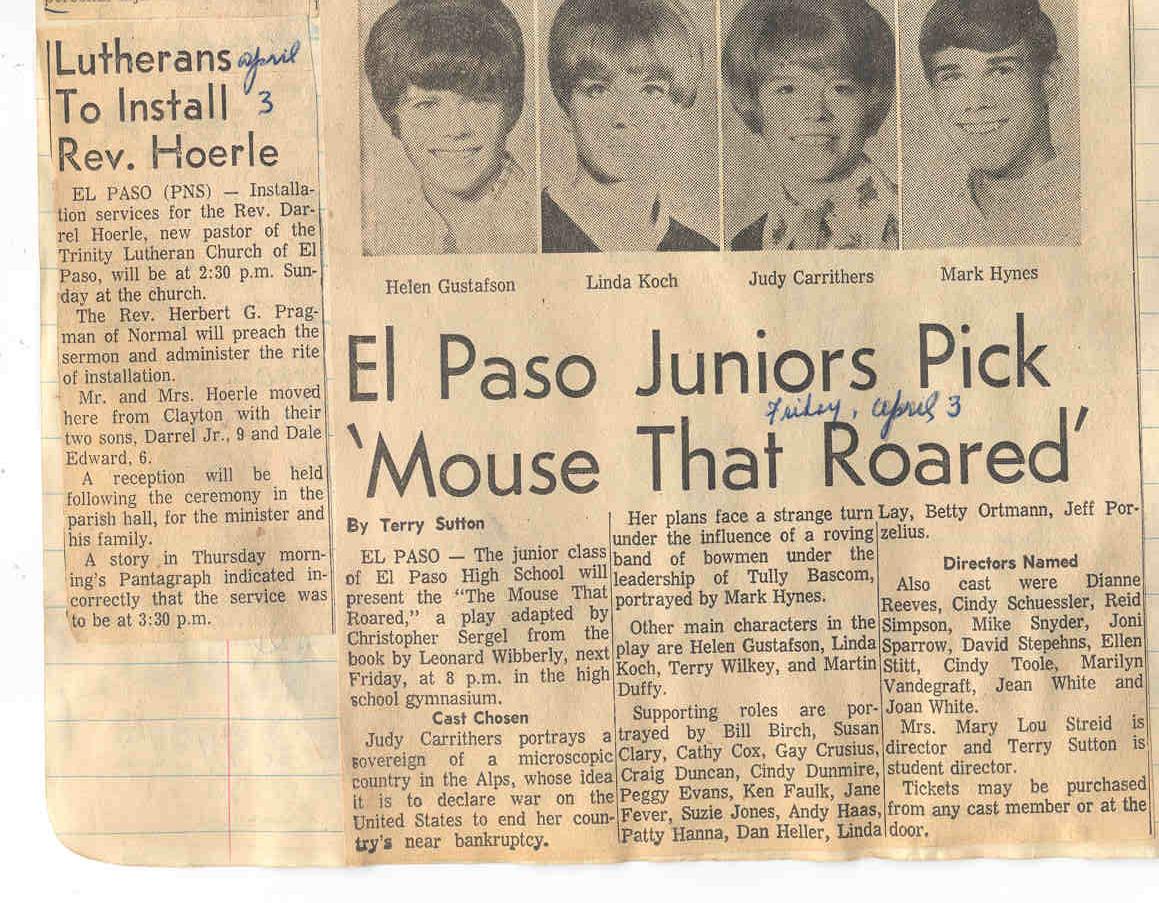 Lutherans april
To Install 3
Rev. Hoerle
EL PASO (PNS) — Installa-
tion services for the Rev. Dar-
rel Hoerle, new pastor of the
Trinity Lutheran Church of El
Paso, will be at 2:30 p.m. Sun-
day at the church.
The Rev. Herbert G. Prag-
man of Normal will preach the
sermon and administer the rite
of installation.
Mr. and Mrs. Hoerle moved
here from Clayton with their
two sons, Darrel Jr., 9 and Dale
Edward, 6.
A reception will be held
following the ceremony in the
parish hall, for the minister and
his family.
A story in Thursday morn-
ing's Pantagraph indicated in-
correctly that the service was
to be at 3:30 p.m.
Helen Gustafson Linda Koch Judy Carrithers Mark Hynes
El Paso Juniors Pick
Friday, april 3
'Mouse That Roared'
By Terry Sutton
EL PASO — The junior class
of El Paso High School will
present the "The Mouse That
Roared," a play adapted by
Christopher Sergel from the
book by Leonard Wibberly, next
Friday, at 8 p.m. in the high
school gymnasium.
Cast Chosen
Judy Carrithers portrays a
sovereign of a microscopic
country in the Alps, whose idea
it is to declare war on the
United States to end her coun-
try's near bankruptcy.
Her plans face a strange turn
under the influence of a roving
band of bowmen under the
leadership of Tully Bascom,
portrayed by Mark Hynes.
Other main characters in the
play are Helen Gustafson, Linda
Koch, Terry Wilkey, and Martin
Duffy.
Supporting roles are por-
trayed by Bill Birch, Susan
Clary, Cathy Cox, Gay Crusius,
Craig Duncan, Cindy Dunmire,
Peggy Evans, Ken Faulk, Jane
Fever, Suzie Jones, Andy Haas,
Patty Hanna, Dan Heller, Linda
Lay, Betty Ortmann, Jeff Por-
zelius.
Directors Named
Also cast were Dianne
Reeves, Cindy Schuessler, Reid
Simpson, Mike Snyder, Joni
Sparrow, David Stepehns, Ellen
Stitt, Cindy Toole, Marilyn
Vandegraft, Jean White and
Joan White.
Mrs. Mary Lou Streid is
director and Terry Sutton is
student director.
Tickets may be purchased
from any cast member or at the
door.